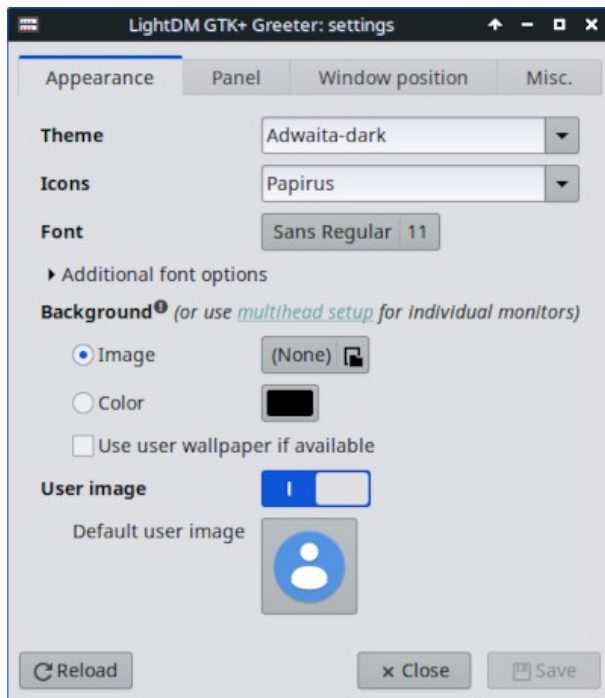 LightDM GTK+ Greeter: settings
Appearance Panel Window position Misc.
Theme Adwaita-dark
Icons Papirus
Font Sans Regular 11
Additional font options
Background (or use multihead setup for individual monitors)
Image (None)
Color
Use user wallpaper if available
User image
Default user image
Reload Close Save